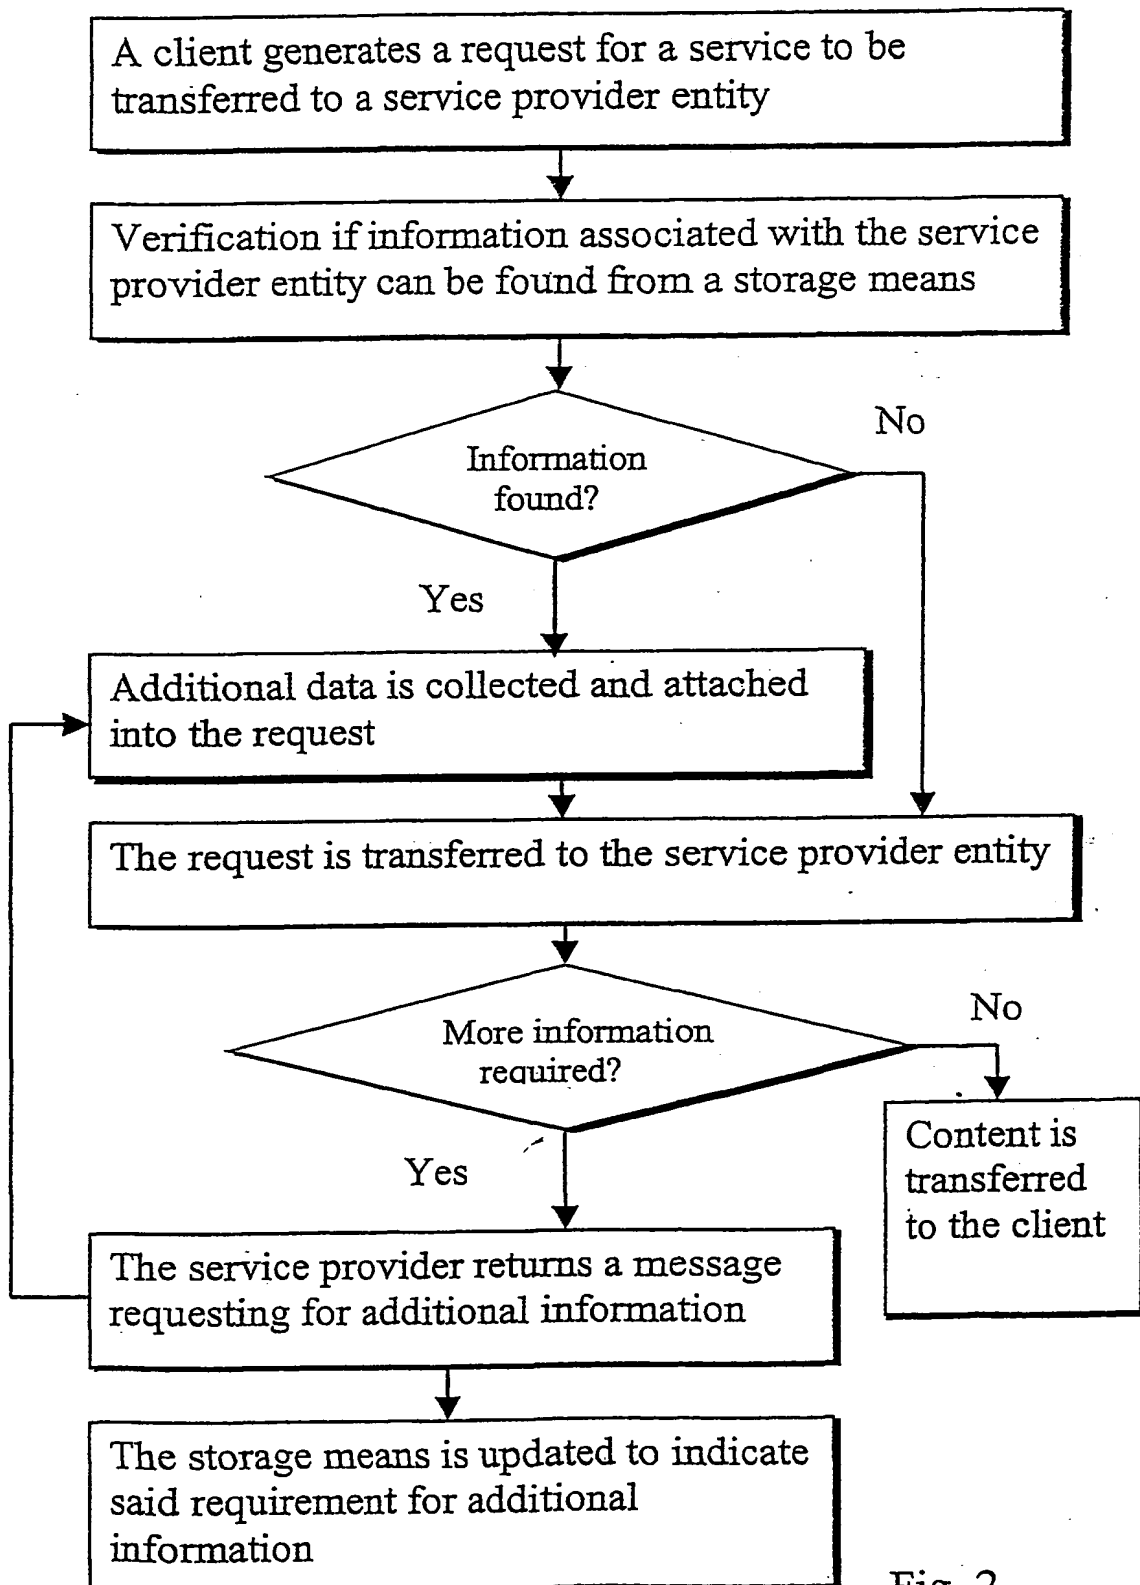 A client generates a request for a service to be
transferred to a service provider entity
Verification if information associated with the service
provider entity can be found from a storage means
No
Information
found?
Yes
Additional data is collected and attached
into the request
The request is transferred to the service provider entity
No
More information
required?
Content is
transferred
to the client
Yes
The service provider returns a message
requesting for additional information
The storage means is updated to indicate
said requirement for additional
information
Fig. 2